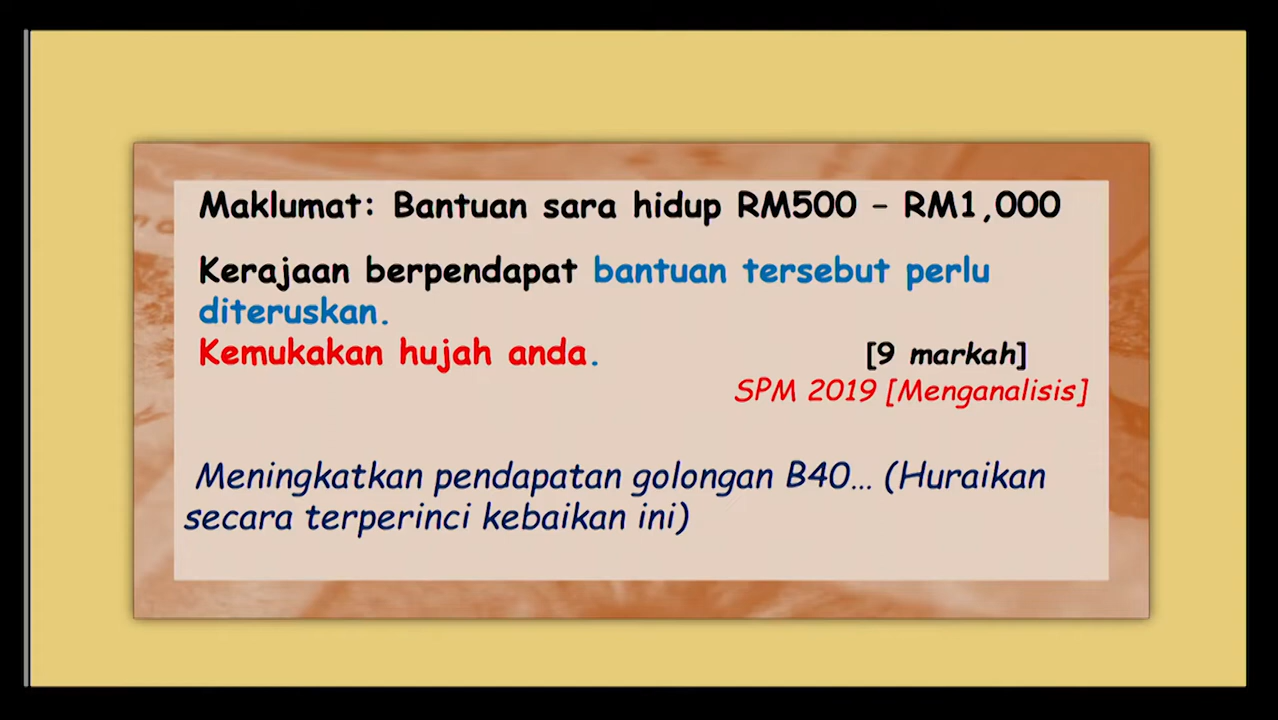 Maklumat: Bantuan sara hidup RM500 – RM1,000
Kerajaan berpendapat bantuan tersebut perlu
diteruskan.
Kemukakan hujah anda. [9 markah]
SPM 2019 [Menganalisis]
Meningkatkan pendapatan golongan B40... (Huraikan
secara terperinci kebaikan ini)